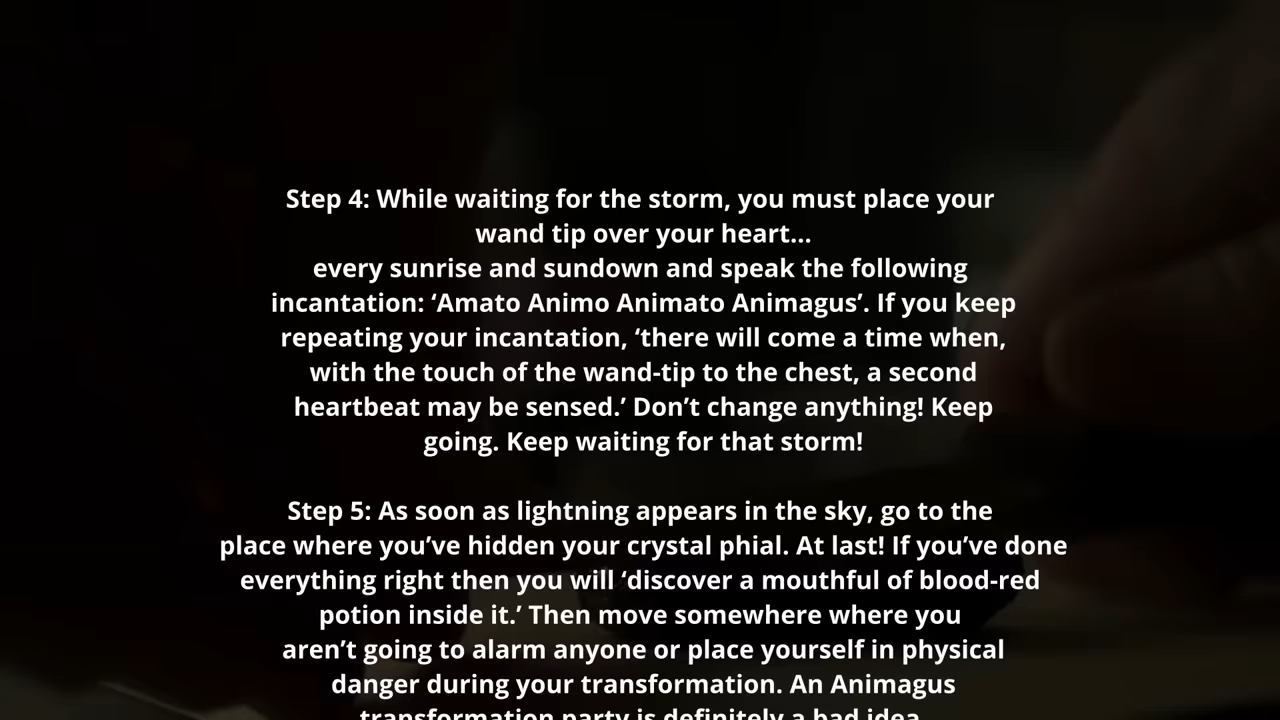 Step 4: While waiting for the storm, you must place your
wand tip over your heart...
every sunrise and sundown and speak the following
incantation: ‘Amato Animo Animato Animagus’. If you keep
repeating your incantation, ‘there will come a time when,
with the touch of the wand-tip to the chest, a second
heartbeat may be sensed.’ Don’t change anything! Keep
going. Keep waiting for that storm!
Step 5: As soon as lightning appears in the sky, go to the
place where you’ve hidden your crystal phial. At last! If you’ve done
everything right then you will ‘discover a mouthful of blood-red
potion inside it.’ Then move somewhere where you
aren’t going to alarm anyone or place yourself in physical
danger during your transformation. An Animagus
transformation party is definitely a bad idea.